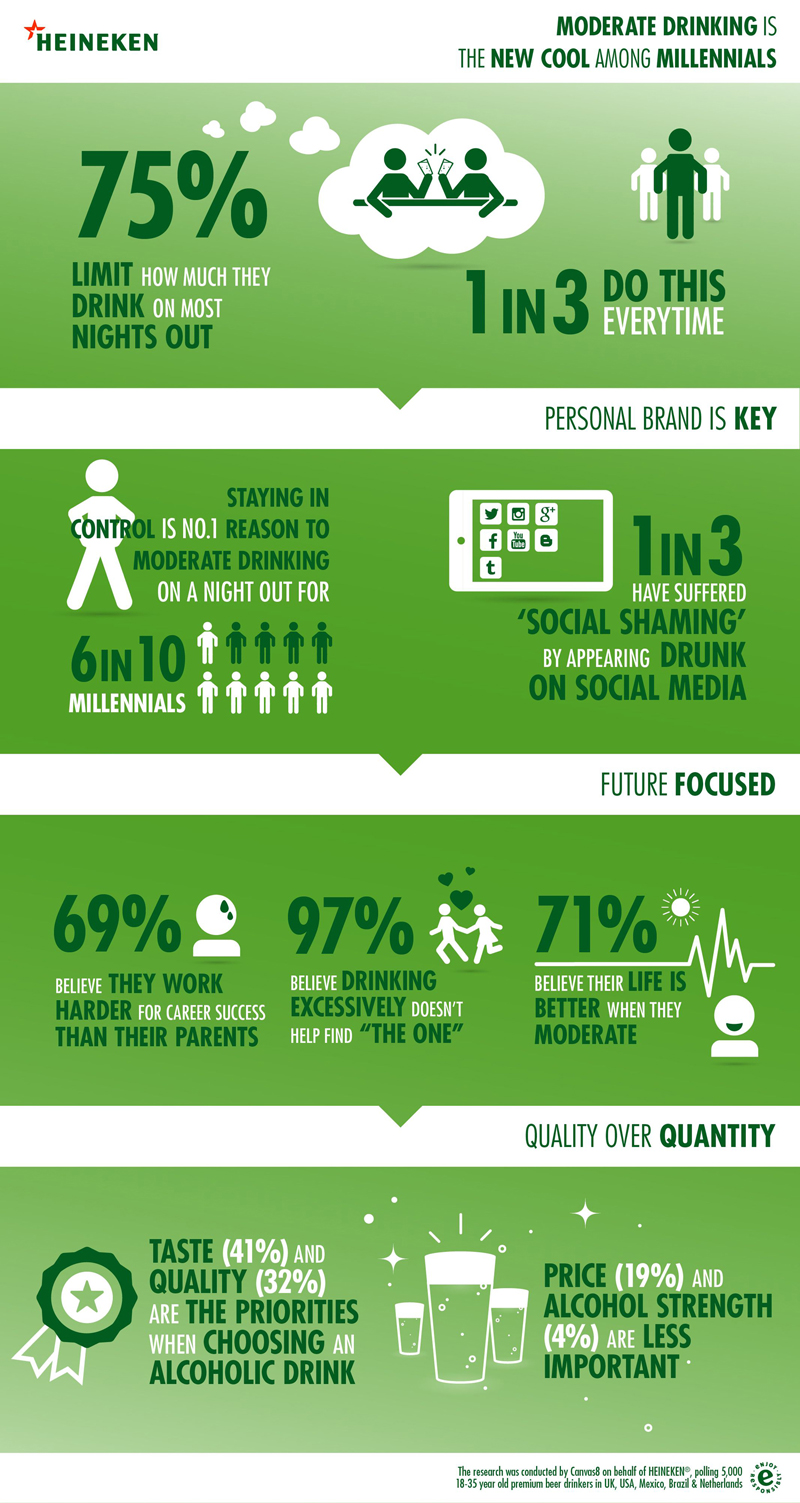 HEINEKEN
MODERATE DRINKING IS
THE NEW COOL AMONG MILLENNIALS
75%
LIMIT HOW MUCH THEY
DRINK ON MOST
NIGHTS OUT
1 IN 3 DO THIS
EVERYTIME
PERSONAL BRAND IS KEY
STAYING IN
CONTROL IS NO.1 REASON TO
MODERATE DRINKING
ON A NIGHT OUT FOR
6 IN 10
MILLENNIALS
g+
f
You
Tube
t
1 IN 3
HAVE SUFFERED
‘SOCIAL SHAMING’
BY APPEARING DRUNK
ON SOCIAL MEDIA
FUTURE FOCUSED
69%
BELIEVE THEY WORK
HARDER FOR CAREER SUCCESS
THAN THEIR PARENTS
97%
BELIEVE DRINKING
EXCESSIVELY DOESN’T
HELP FIND “THE ONE”
71%
BELIEVE THEIR LIFE IS
BETTER WHEN THEY
MODERATE
QUALITY OVER QUANTITY
TASTE (41%) AND
QUALITY (32%)
ARE THE PRIORITIES
WHEN CHOOSING AN
ALCOHOLIC DRINK
PRICE (19%) AND
ALCOHOL STRENGTH
(4%) ARE LESS
IMPORTANT
The research was conducted by Canvas8 on behalf of HEINEKEN®, polling 5,000
18-35 year old premium beer drinkers in UK, USA, Mexico, Brazil & Netherlands
ENJOY
e
RESPONSIBLY